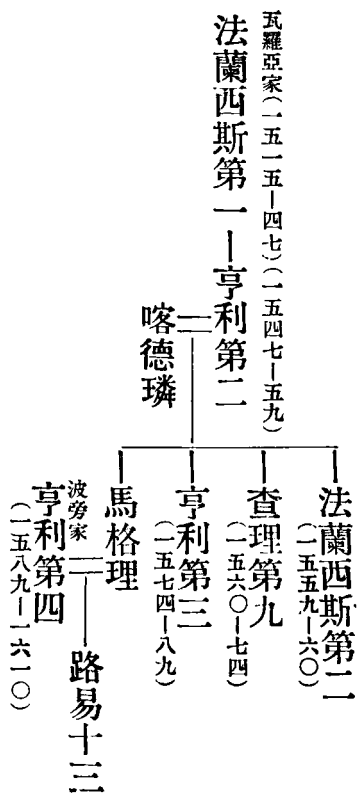 瓦羅亞家(一五一五—四七)(一五四七—五九)
法蘭西斯第一—亨利第二
喀德璘
法蘭西斯第二
(一五五九—六〇)
查理第九
(一五六〇—七四)
亨利第三
(一五七四—八九)
馬格理
路易十三
波旁家
亨利第四
(一五八九—一六一〇)